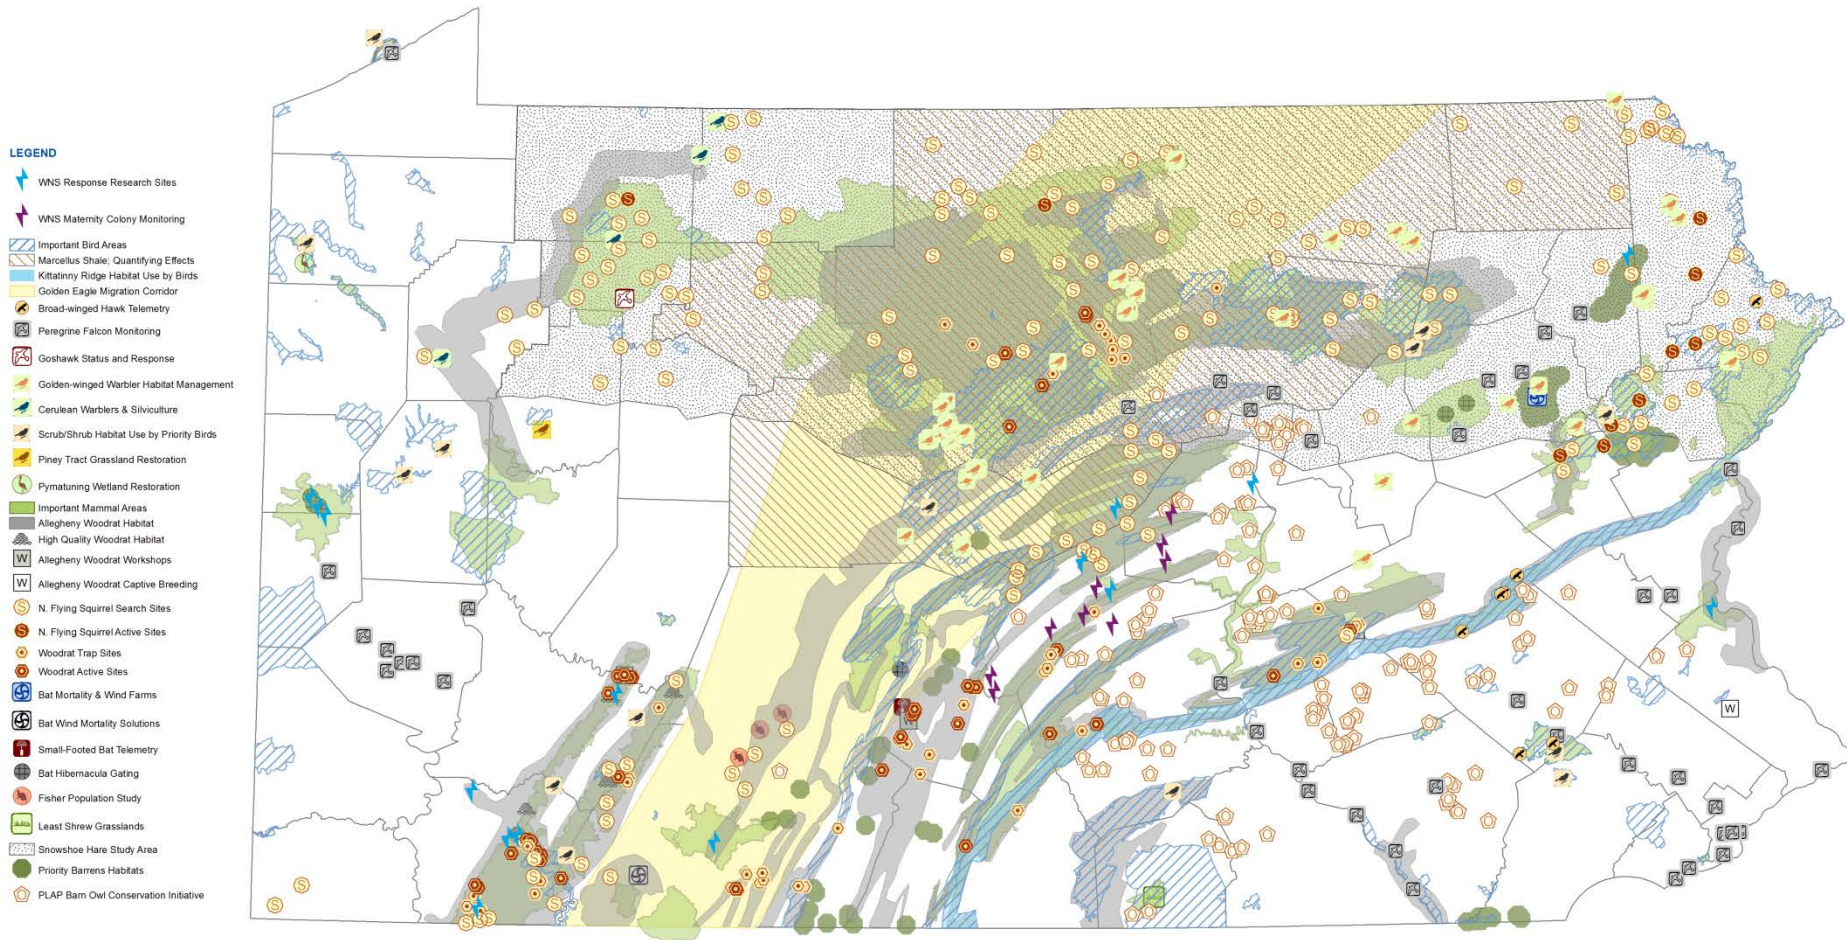 LEGEND
WNS Response Research Sites
WNS Maternity Colony Monitoring
Important Bird Areas
Marcellus Shale; Quantifying Effects
Kittatinny Ridge Habitat Use by Birds
Golden Eagle Migration Corridor
Broad-winged Hawk Telemetry
Peregrine Falcon Monitoring
Goshawk Status and Response
Golden-winged Warbler Habitat Management
Cerulean Warblers & Silviculture
Scrub/Shrub Habitat Use by Priority Birds
Piney Tract Grassland Restoration
Pymatuning Wetland Restoration
Important Mammal Areas
Allegheny Woodrat Habitat
High Quality Woodrat Habitat
W Allegheny Woodrat Workshops
W Allegheny Woodrat Captive Breeding
S N. Flying Squirrel Search Sites
S N. Flying Squirrel Active Sites
Woodrat Trap Sites
Woodrat Active Sites
Bat Mortality & Wind Farms
Bat Wind Mortality Solutions
Small-Footed Bat Telemetry
Bat Hibernacula Gating
Fisher Population Study
Least Shrew Grasslands
Snowshoe Hare Study Area
Priority Barrens Habitats
PLAP Barn Owl Conservation Initiative